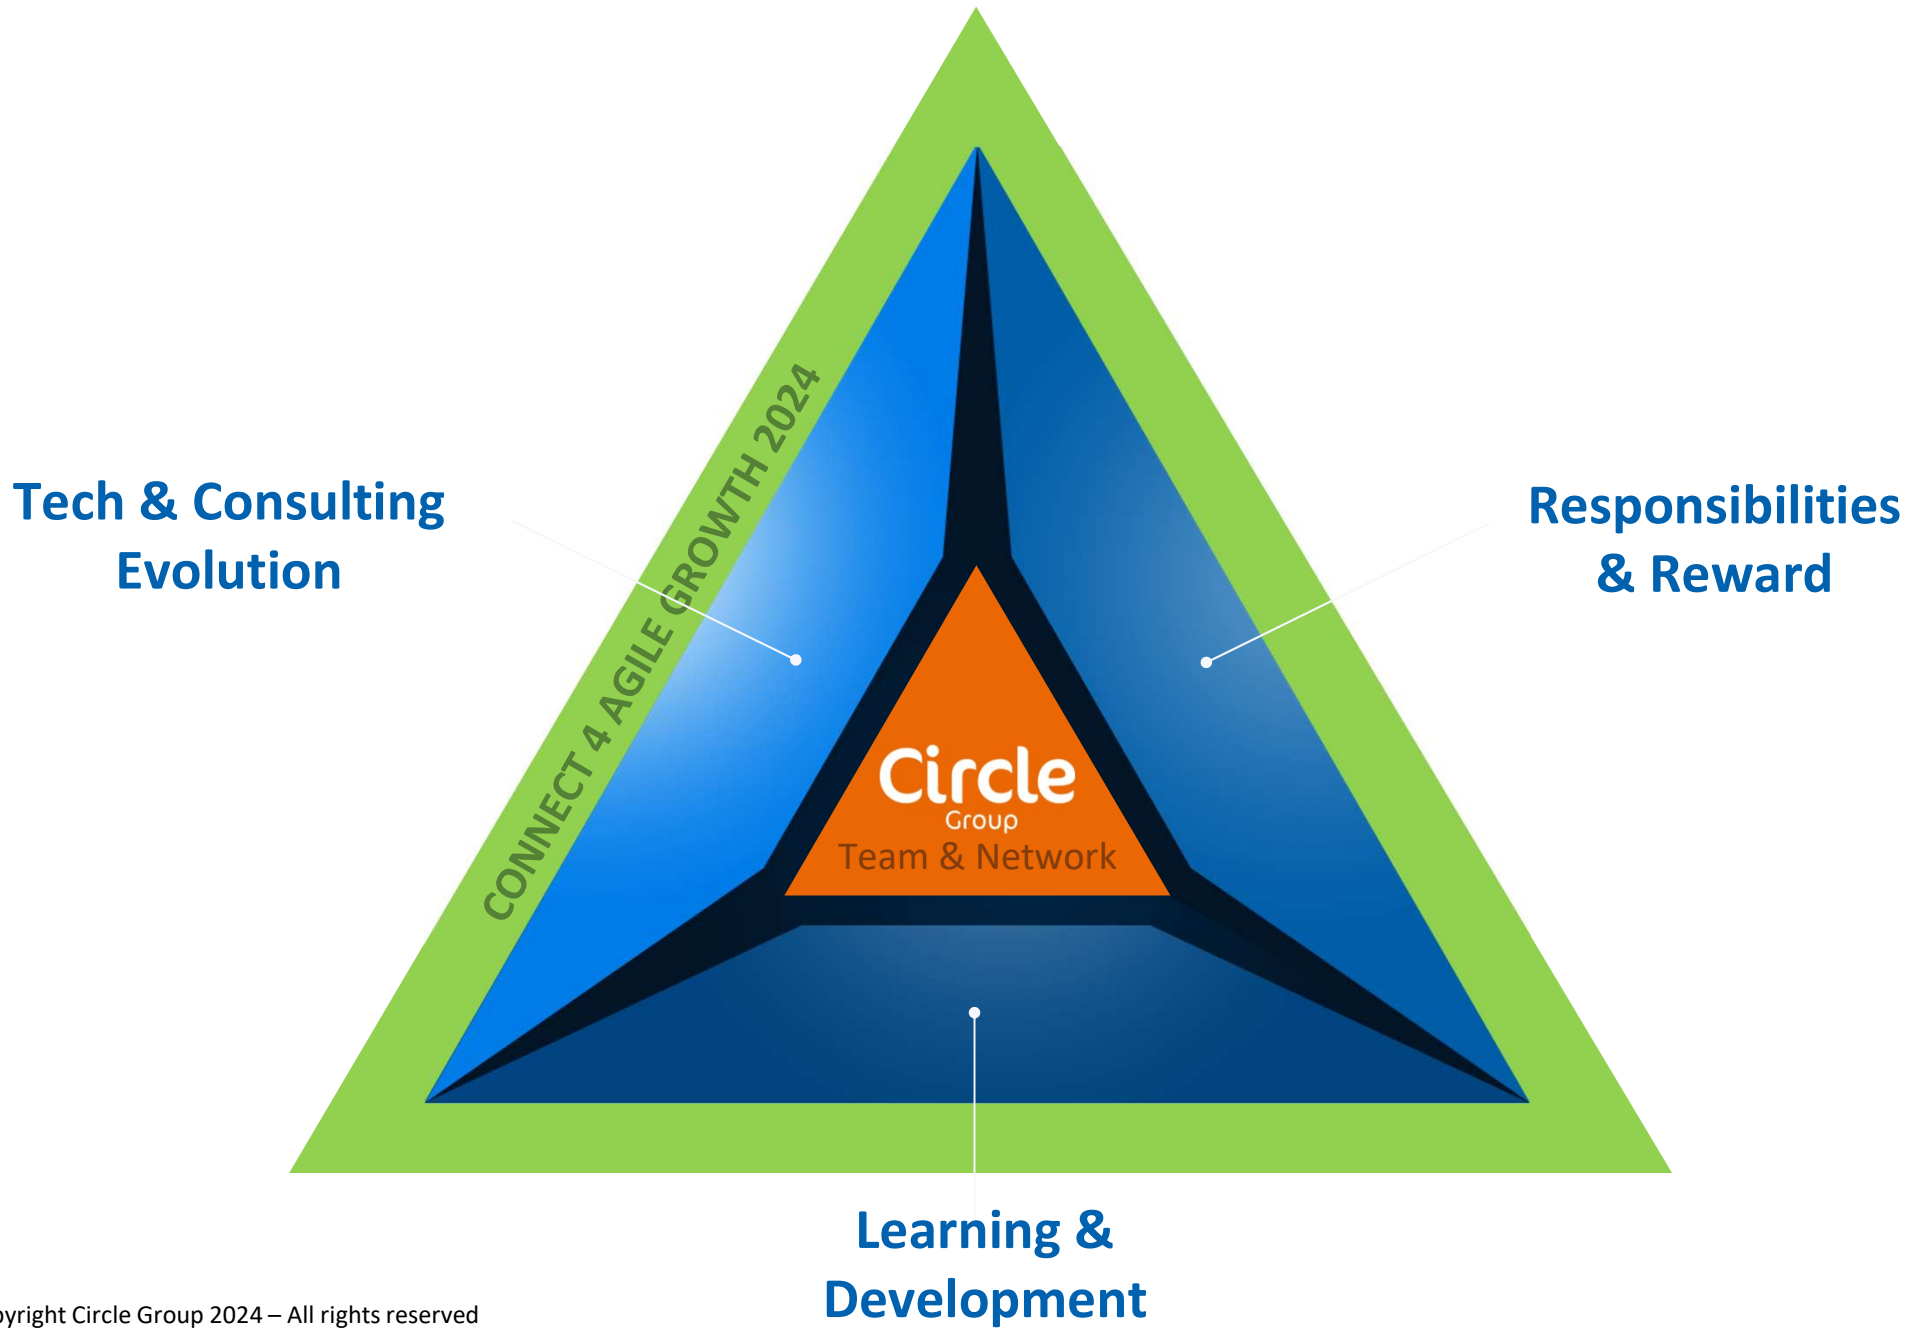 CONNECT 4 AGILE GROWTH 2024
Tech & Consulting
Evolution
Responsibilities
& Reward
Circle
Group
Team & Network
Learning &
Development
pyright Circle Group 2024 – All rights reserved